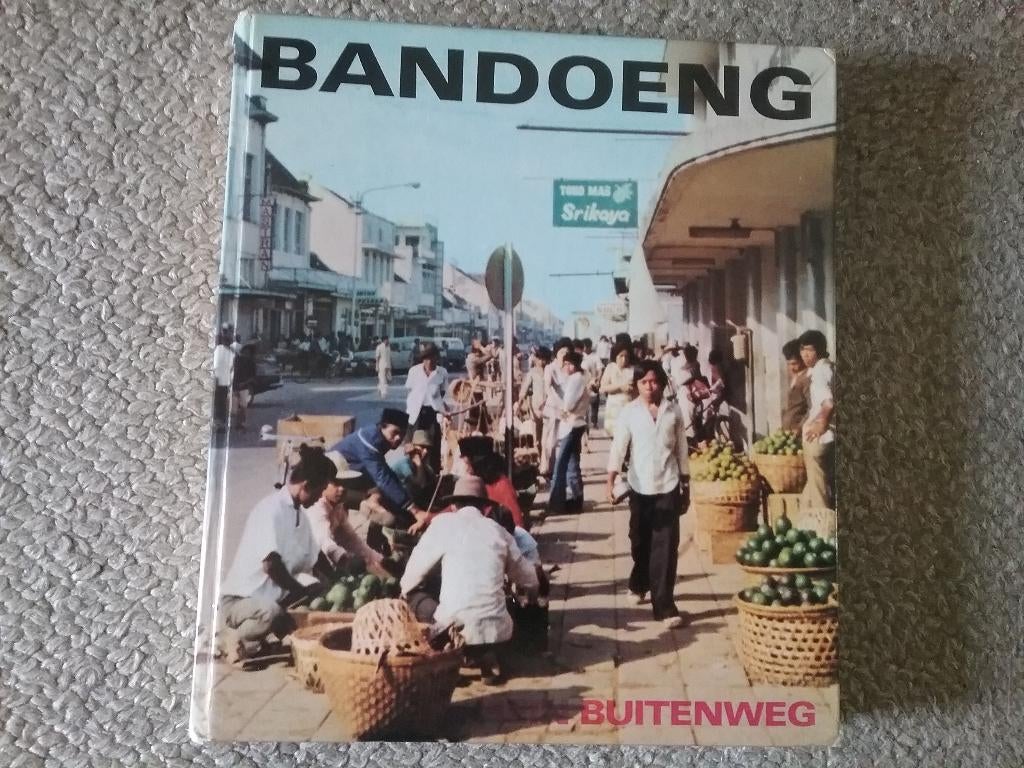 BANDOENG
TOKO MAS
Srikaya
BUITENWEG